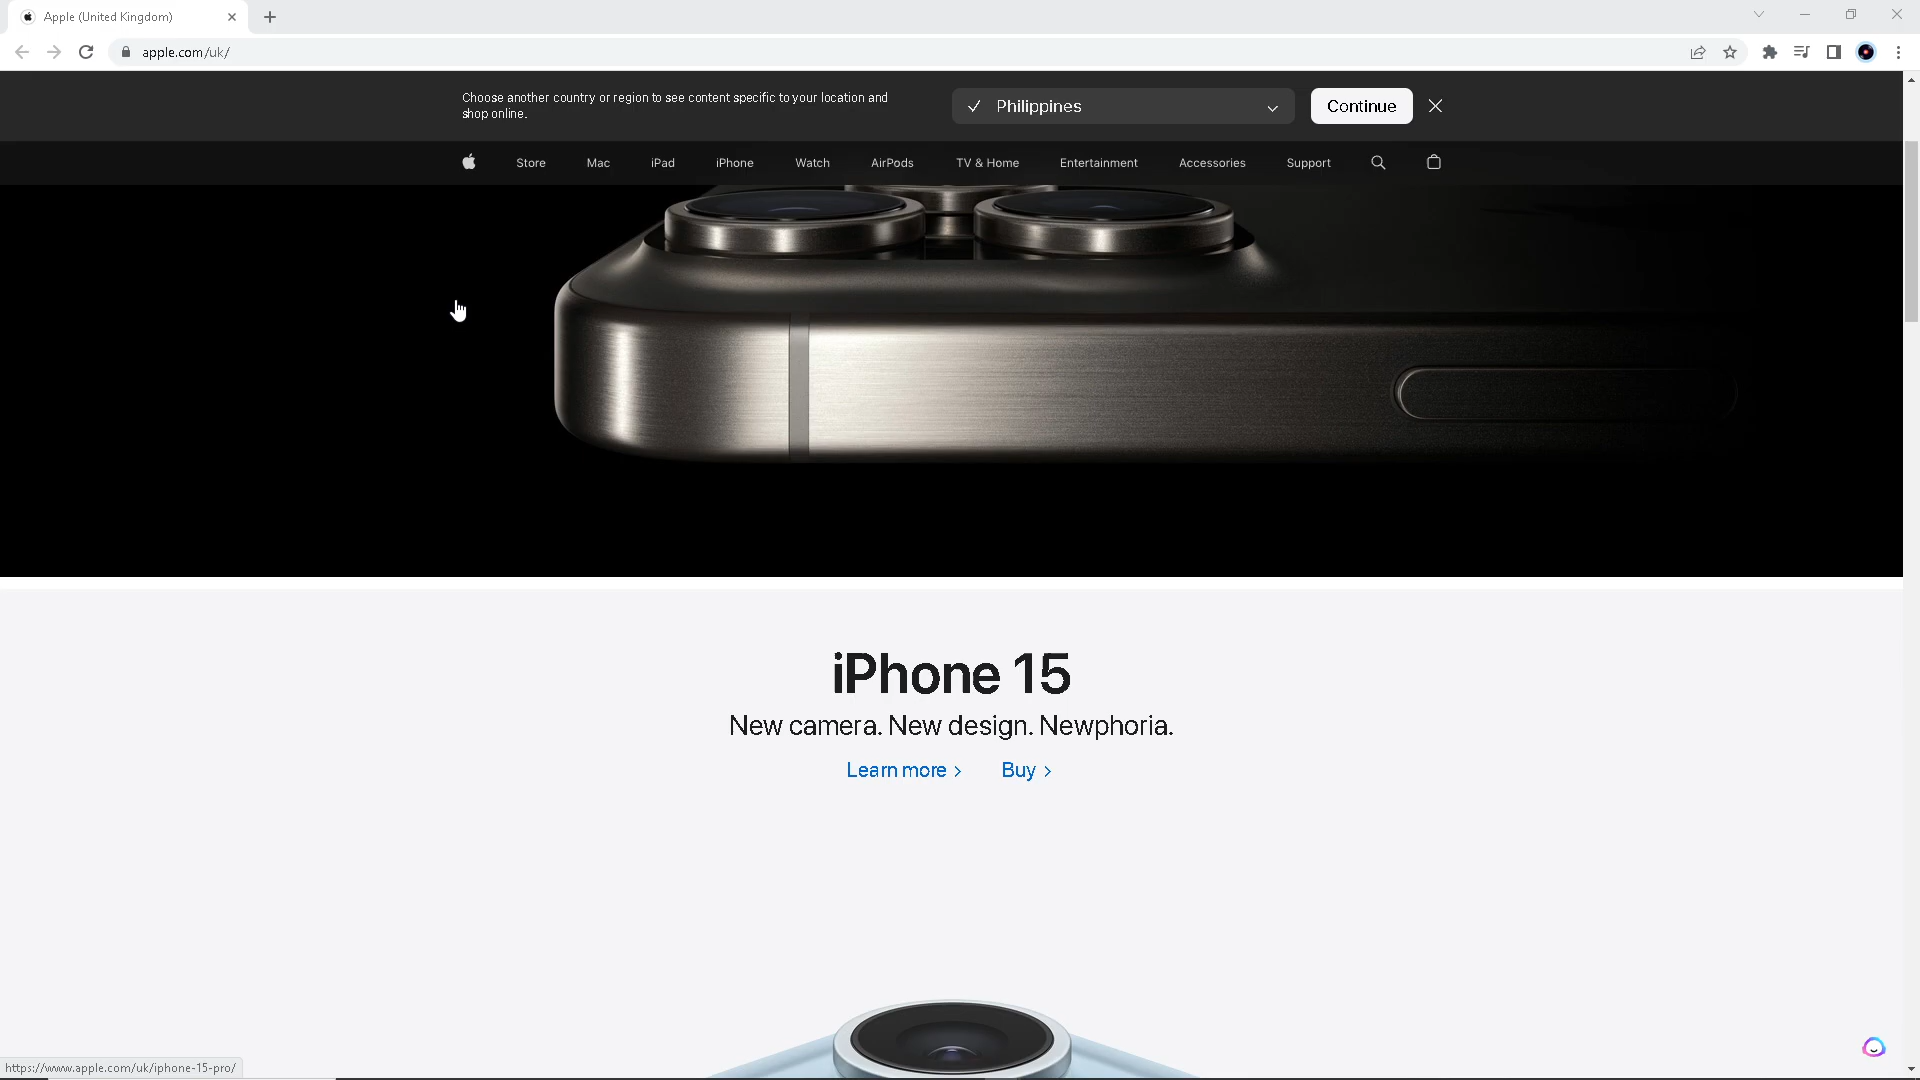 Apple (United Kingdom)
apple.com/uk/
Choose another country or region to see content specific to your location and
shop online.
Philippines
Continue
Store Mac iPad iPhone Watch AirPods TV & Home Entertainment Accessories Support
iPhone 15
New camera. New design. Newphoria.
Learn more > Buy >
https://www.apple.com/uk/iphone-15-pro/